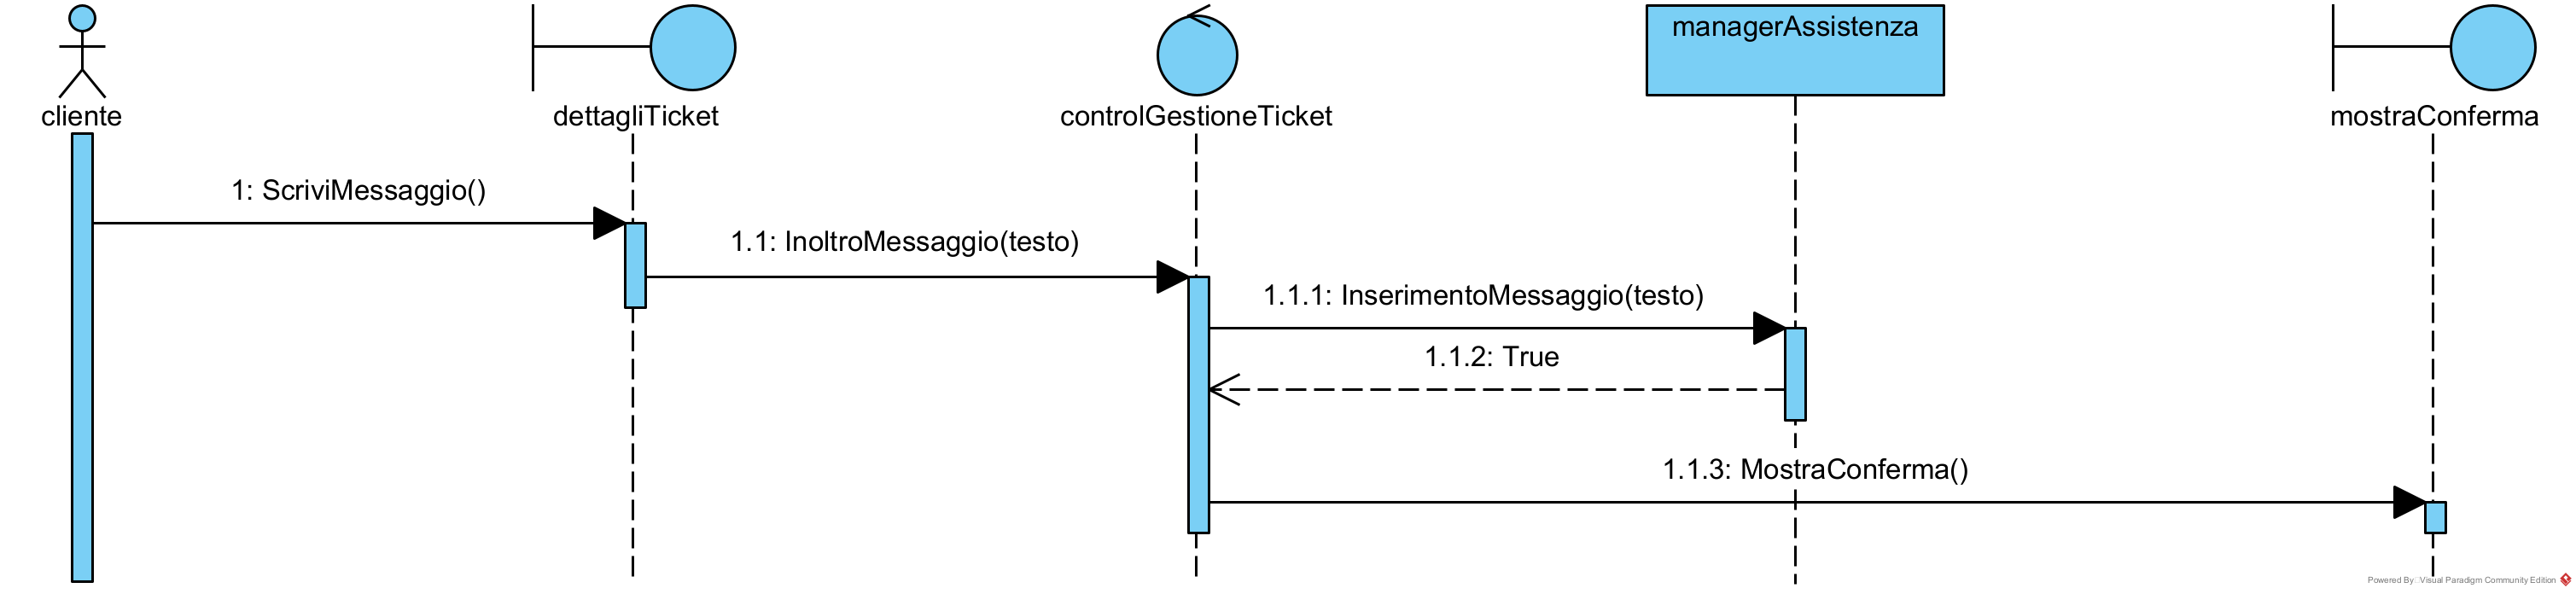 managerAssistenza
cliente
dettagliTicket
controlGestioneTicket
mostraConferma
1: ScriviMessaggio()
1.1: InoltroMessaggio(testo)
1.1.1: InserimentoMessaggio(testo)
1.1.2: True
1.1.3: MostraConferma()
Powered By Visual Paradigm Community Edition